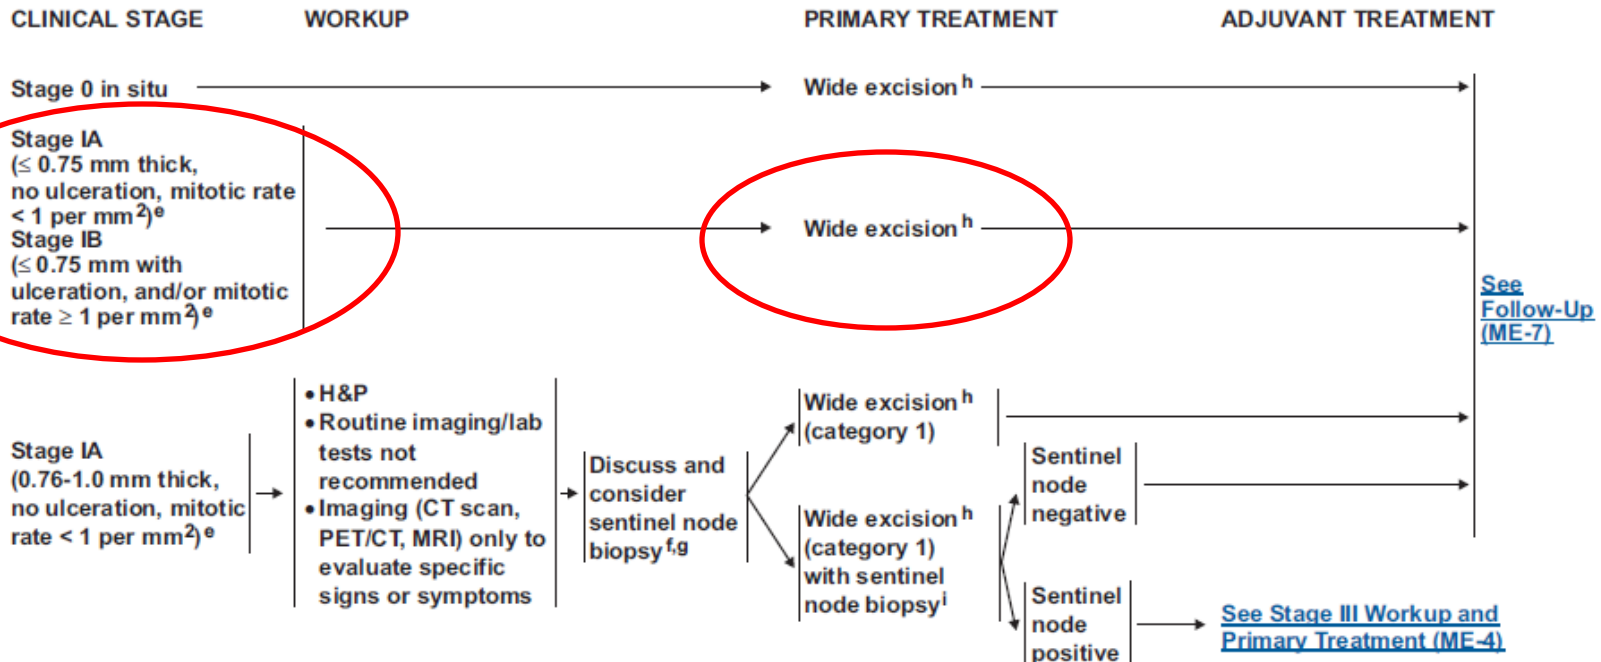 CLINICAL STAGE WORKUP PRIMARY TREATMENT ADJUVANT TREATMENT
Stage 0 in situ
Wide excision h
Stage IA
(≤ 0.75 mm thick,
no ulceration, mitotic rate
< 1 per mm2)e
Stage IB
(≤ 0.75 mm with
ulceration, and/or mitotic
rate ≥ 1 per mm2)e
Wide excision h
See
Follow-Up
(ME-7)
Stage IA
(0.76-1.0 mm thick,
no ulceration, mitotic
rate < 1 per mm2)e
• H&P
• Routine imaging/lab
tests not
recommended
• Imaging (CT scan,
PET/CT, MRI) only to
evaluate specific
signs or symptoms
Discuss and
consider
sentinel node
biopsy f,g
Wide excision h
(category 1)
Wide excision h
(category 1)
with sentinel
node biopsy i
Sentinel
node
negative
Sentinel
node
positive
See Stage III Workup and
Primary Treatment (ME-4)